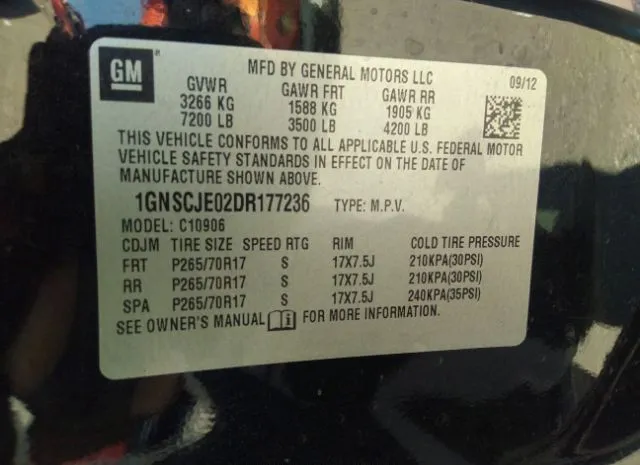 GM
®
MFD BY GENERAL MOTORS LLC
09/12
GVWR GAWR FRT GAWR RR
3266 KG 1588 KG 1905 KG
7200 LB 3500 LB 4200 LB
THIS VEHICLE CONFORMS TO ALL APPLICABLE U.S. FEDERAL MOTOR
VEHICLE SAFETY STANDARDS IN EFFECT ON THE DATE OF
MANUFACTURE SHOWN ABOVE.
1GNSCJE02DR177236 TYPE: M.P.V.
MODEL: C10906
CDJM TIRE SIZE SPEED RTG RIM COLD TIRE PRESSURE
FRT P265/70R17 S 17X7.5J 210KPA(30PSI)
RR P265/70R17 S 17X7.5J 210KPA(30PSI)
SPA P265/70R17 S 17X7.5J 240KPA(35PSI)
SEE OWNER'S MANUAL FOR MORE INFORMATION.